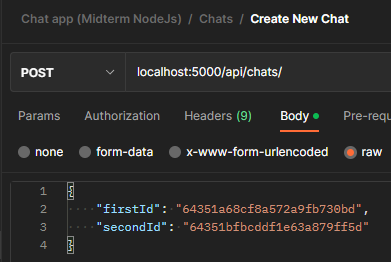 Chat app (Midterm NodeJs) / Chats / Create New Chat
POST localhost:5000/api/chats/
Params Authorization Headers (9) Body Pre-requ
none form-data x-www-form-urlencoded raw
1 {
2 "firstId": "64351a68cf8a572a9fb730bd",
3 "secondId": "64351bfbcddf1e63a879ff5d"
4 }